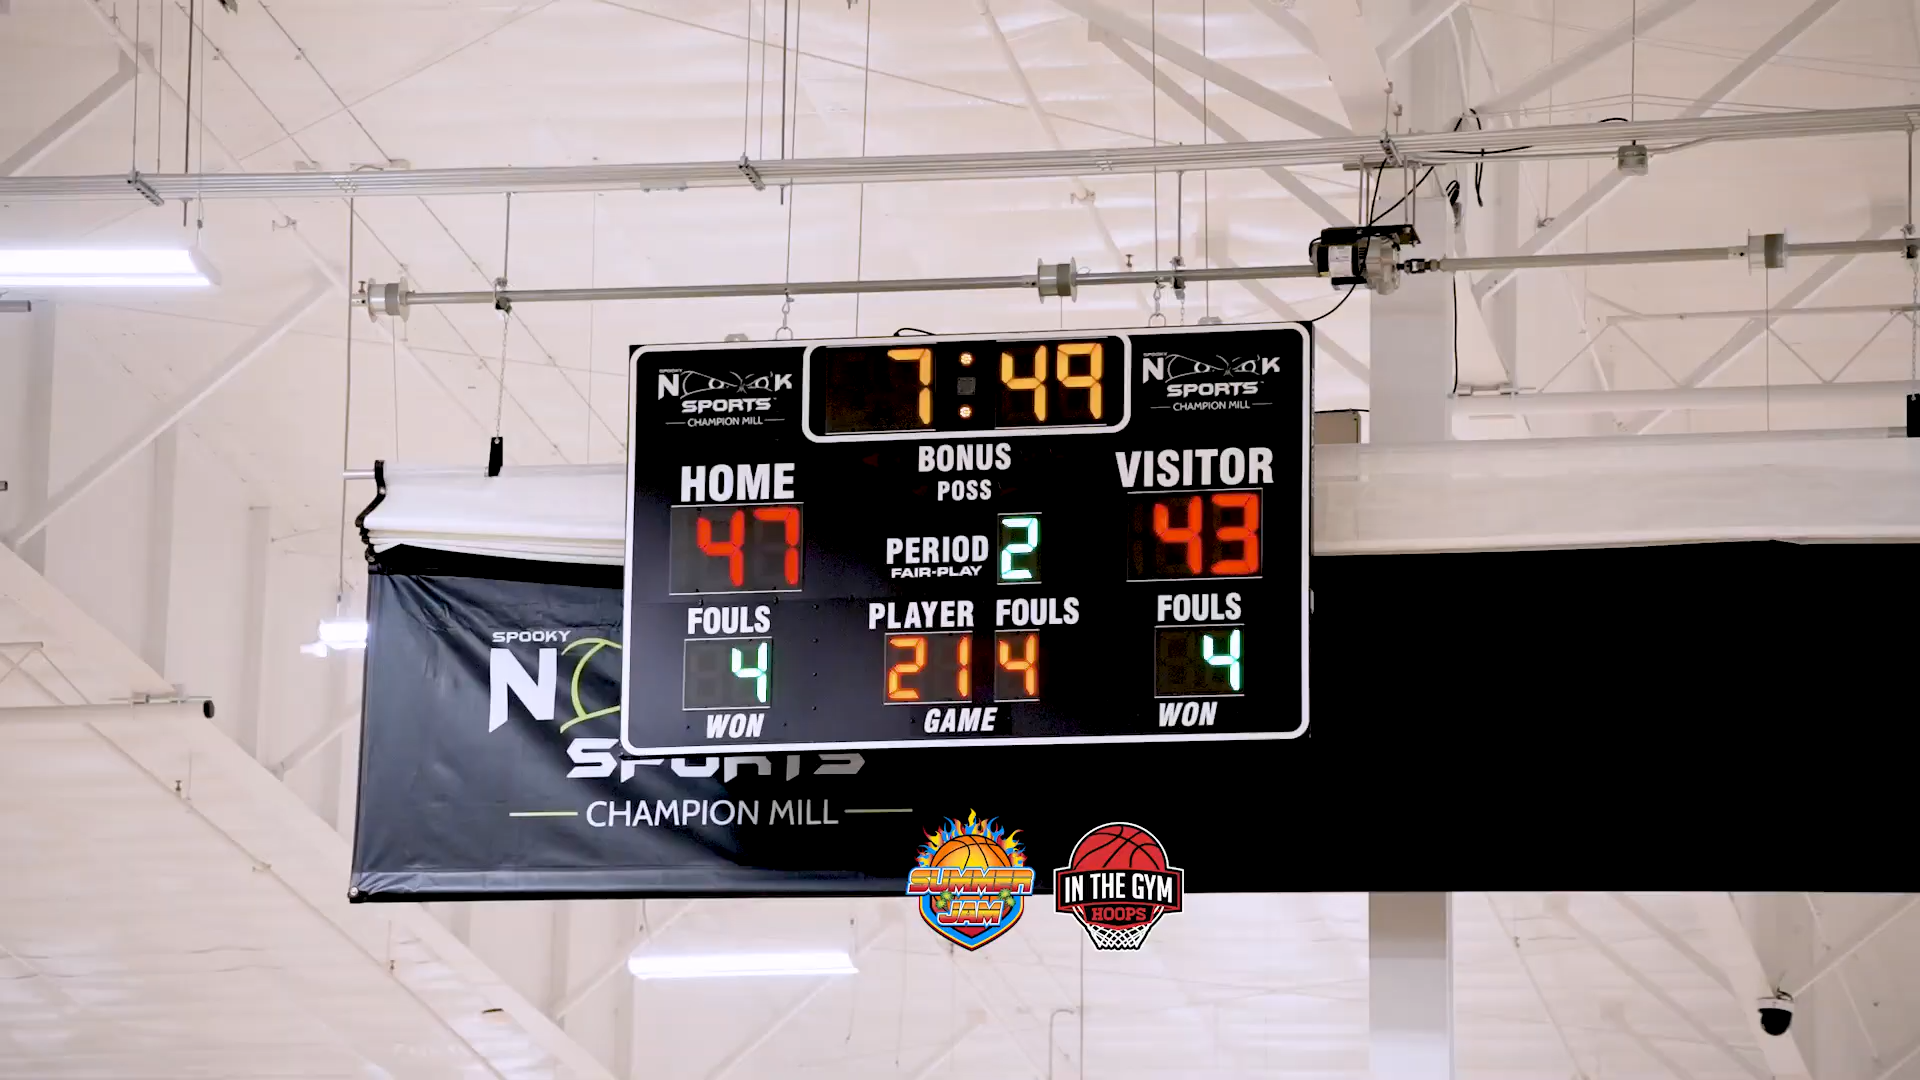 7:49
SPOOKY
NOOK
SPORTS
CHAMPION MILL
SPOOKY
NOOK
SPORTS
CHAMPION MILL
BONUS
POSS
HOME
VISITOR
47
43
PERIOD 2
FAIR-PLAY
FOULS
PLAYER FOULS
FOULS
4
21 4
4
WON
GAME
WON
SPOOKY
N
SPORTS
CHAMPION MILL
SUMMER
JAM
IN THE GYM
HOOPS